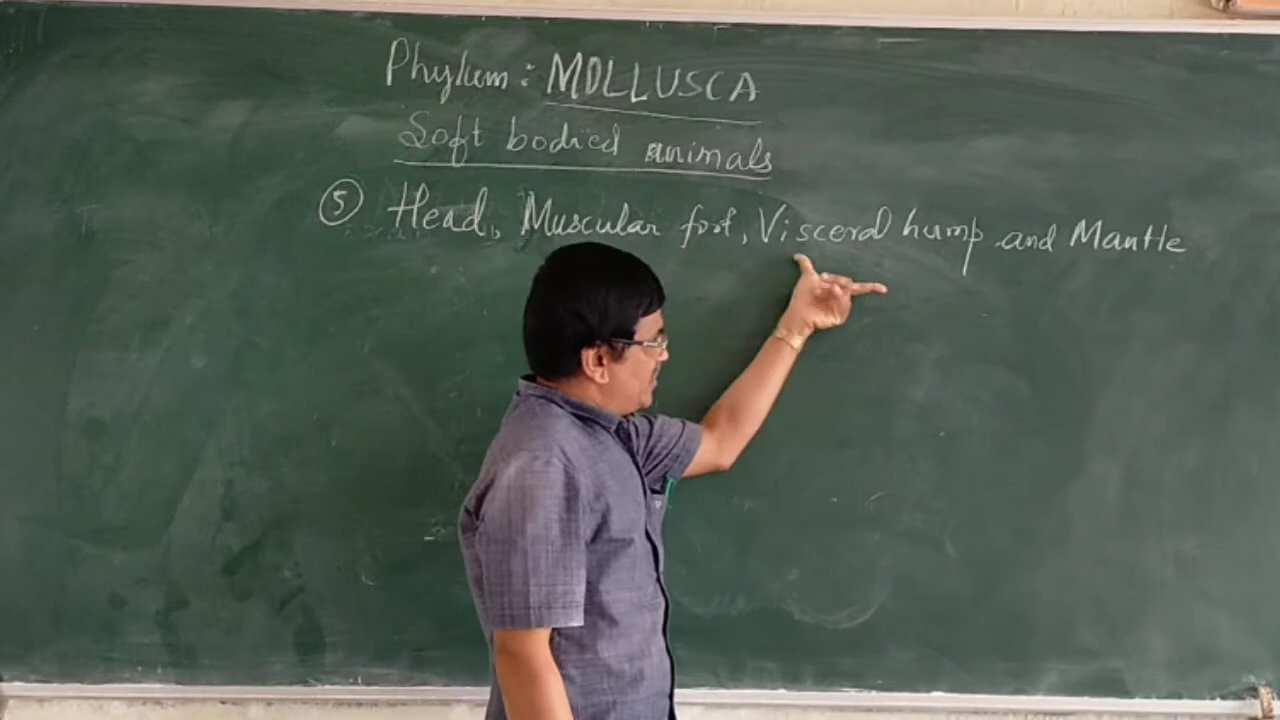 Phylum: MOLLUSCA
Soft bodied animals
⑤ Head, Muscular foot, Visceral hump and Mantle